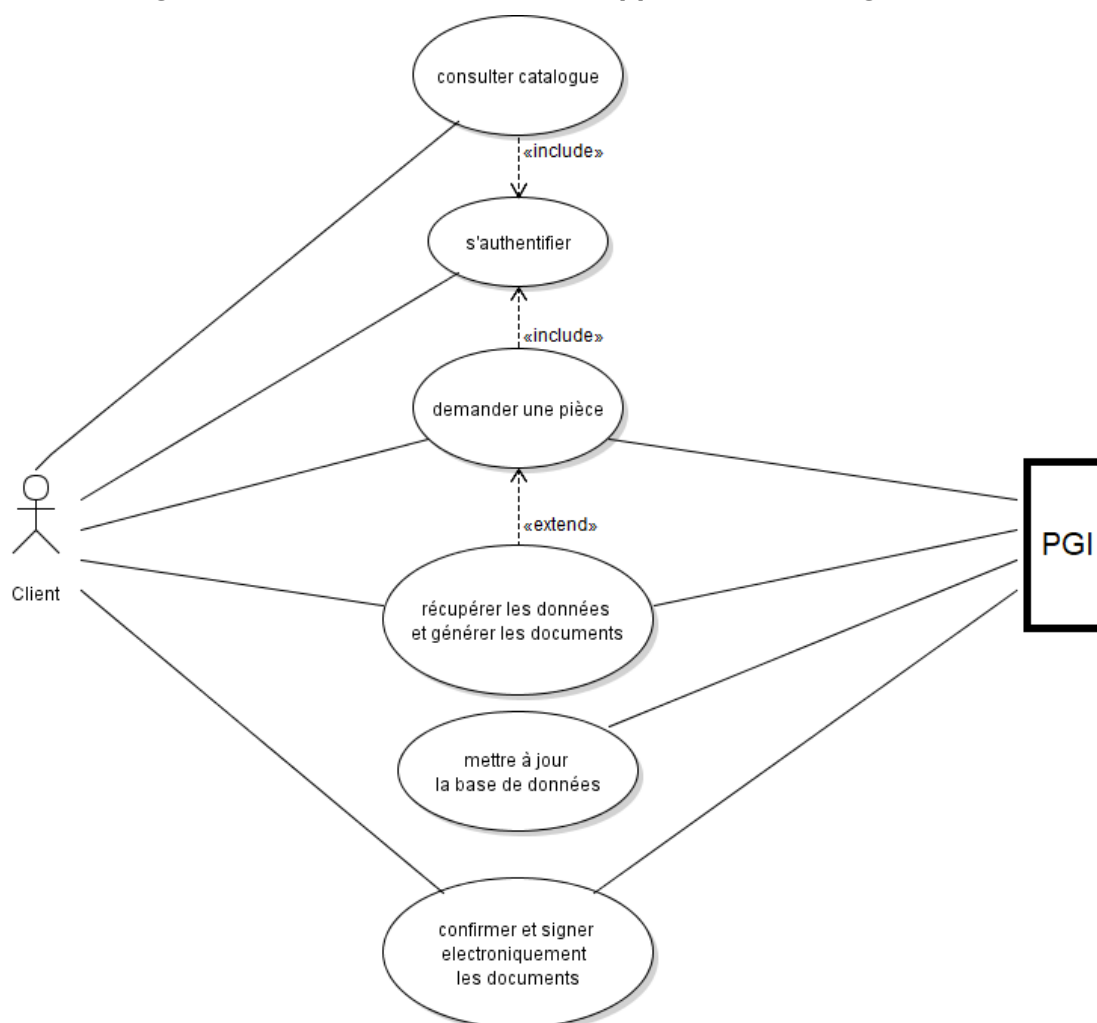 consulter catalogue
«include»
s'authentifier
«include»
demander une pièce
«extend»
PGI
Client
récupérer les données
et générer les documents
mettre à jour
la base de données
confirmer et signer
electroniquement
les documents